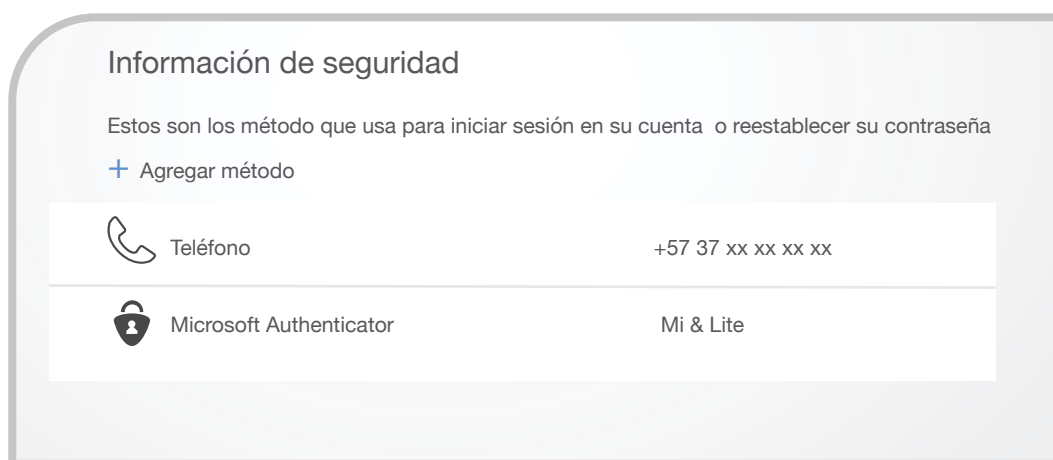 Información de seguridad
Estos son los método que usa para iniciar sesión en su cuenta o reestablecer su contraseña
+ Agregar método
Teléfono +57 37 xx xx xx xx
Microsoft Authenticator Mi & Lite